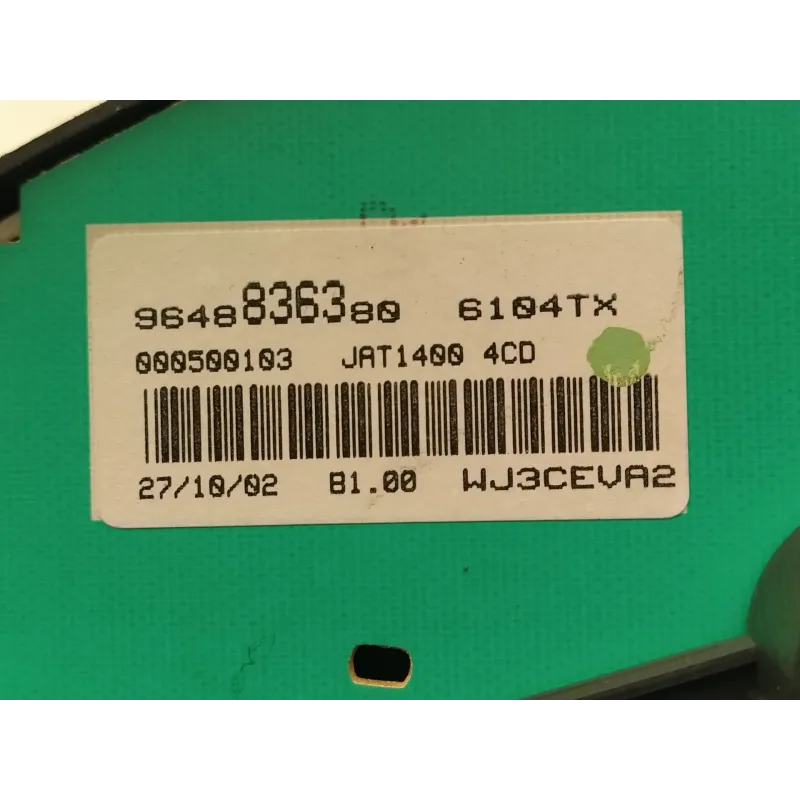 9648836380 6104TX
000500103 JAT1400 4CD
27/10/02 B1.00 WJ3CEVA2